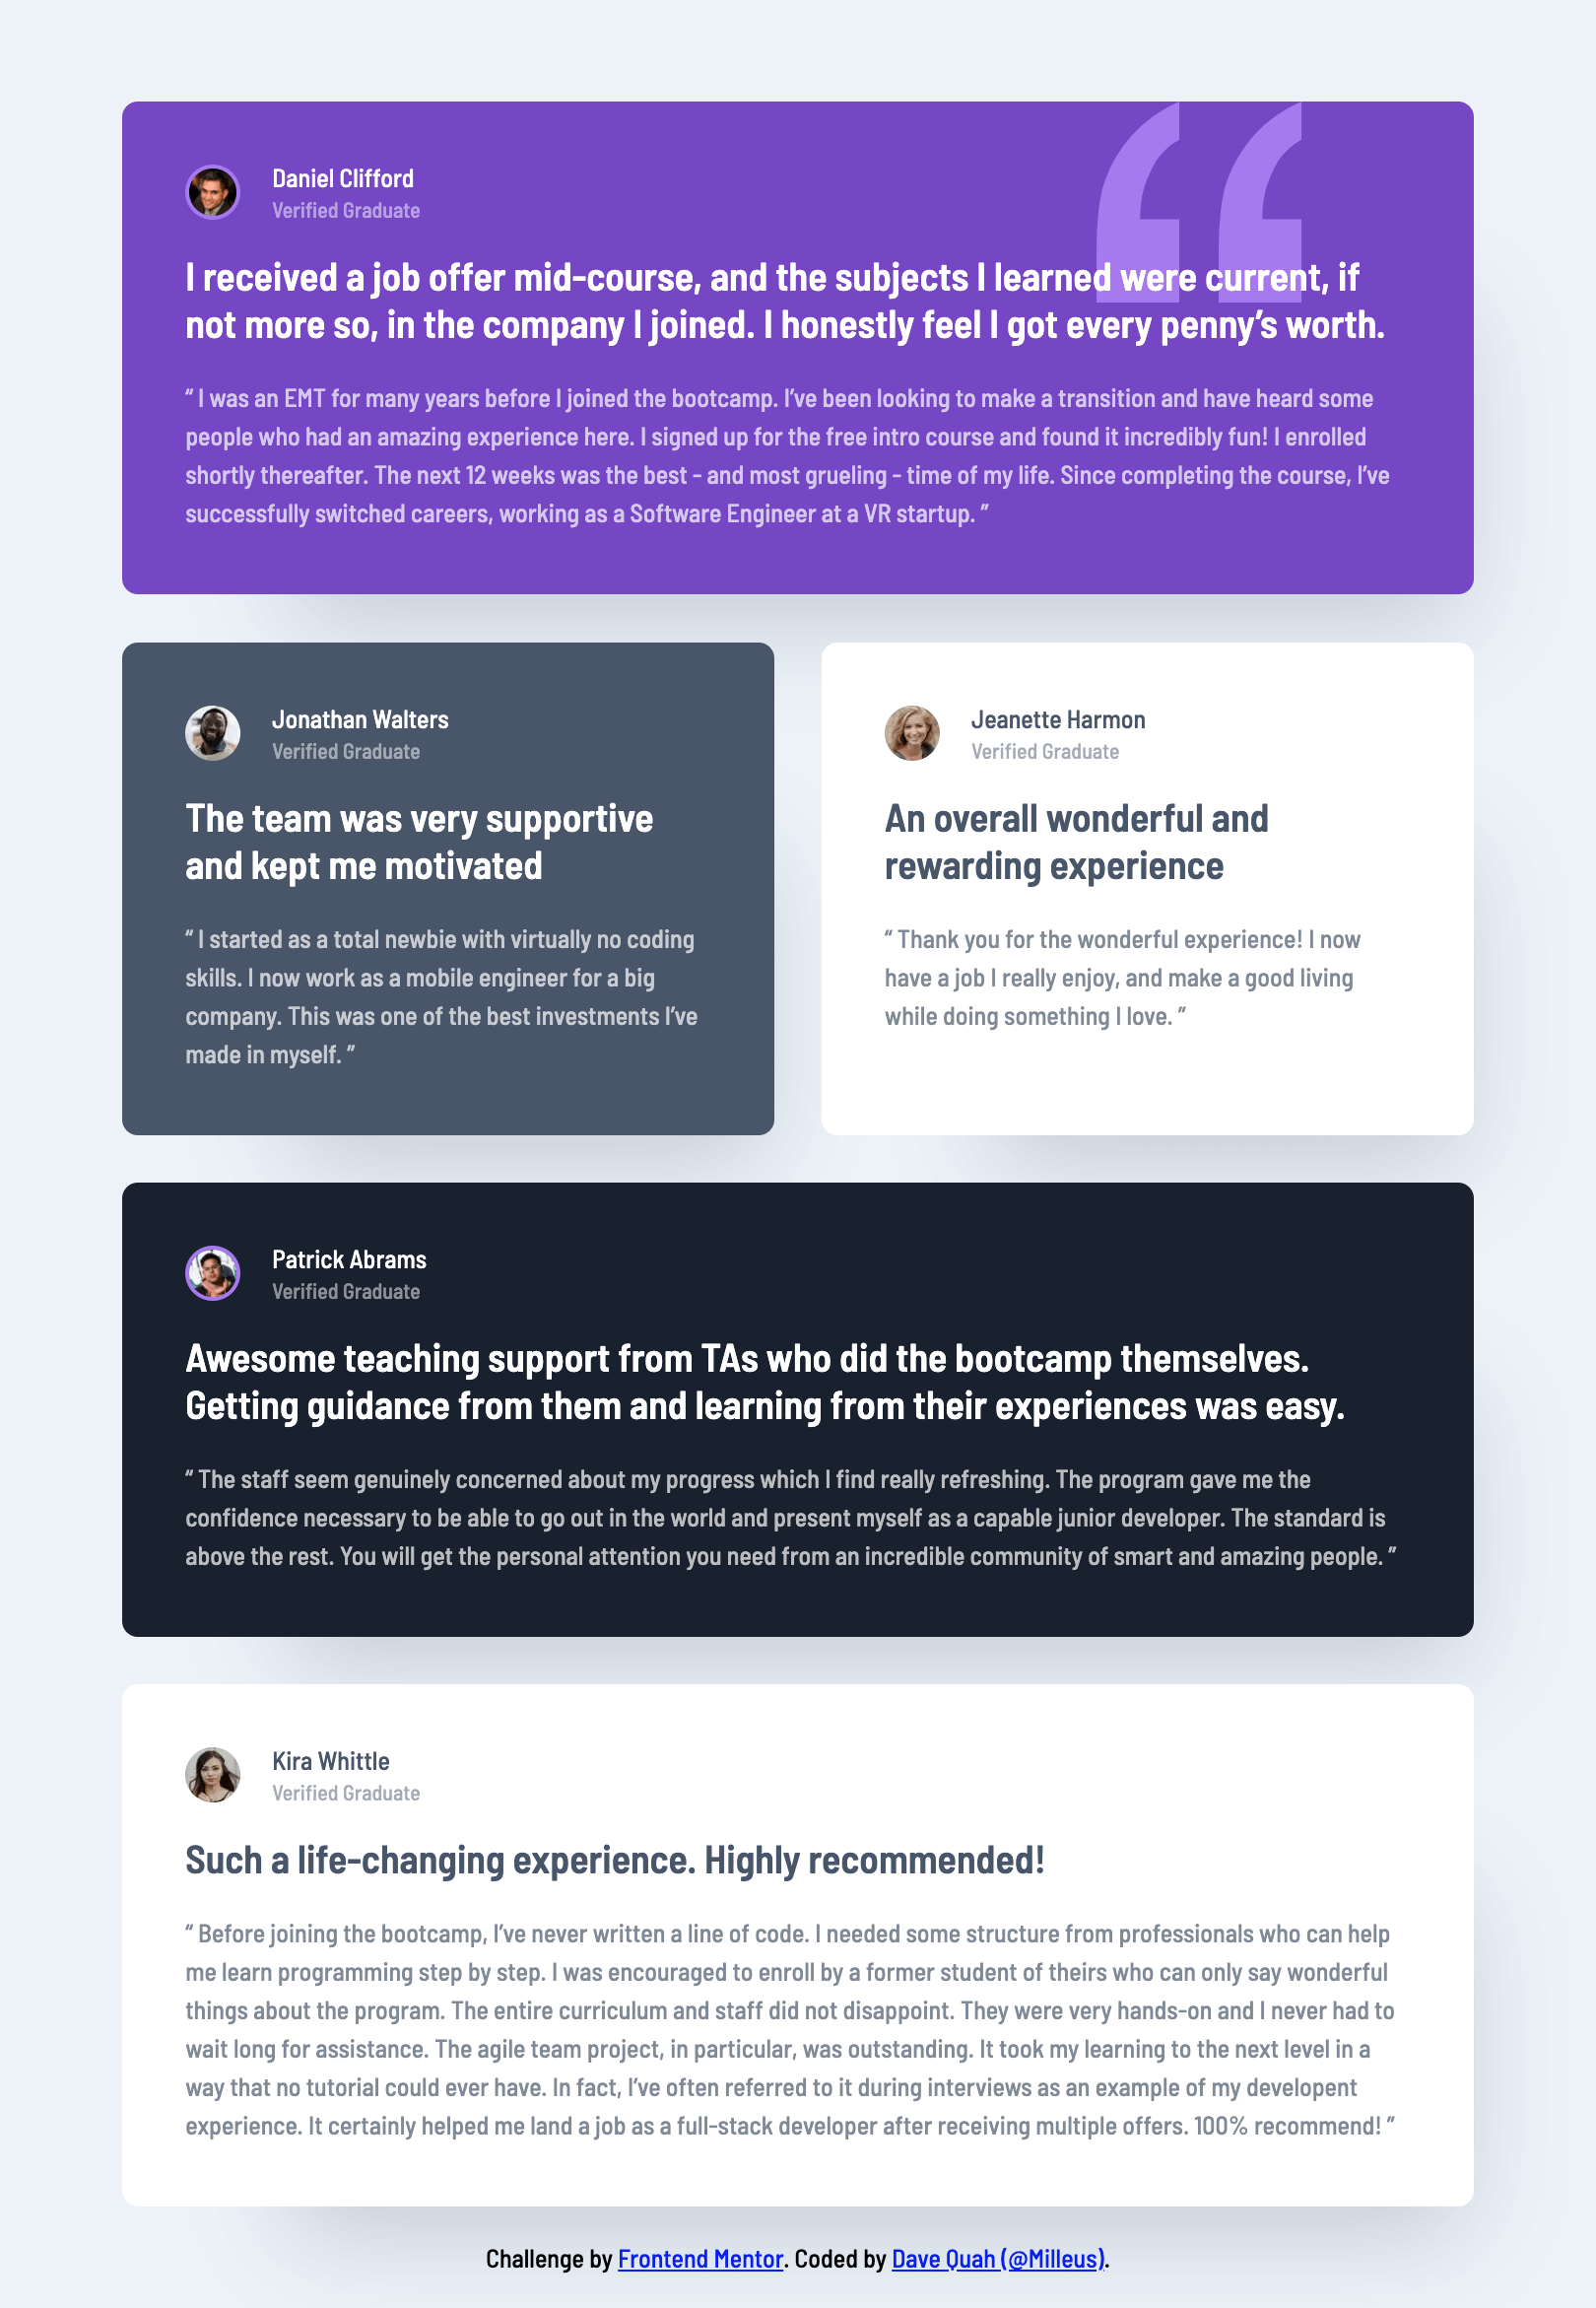 Daniel Clifford
Verified Graduate
I received a job offer mid-course, and the subjects I learned were current, if
not more so, in the company I joined. I honestly feel I got every penny’s worth.
“ I was an EMT for many years before I joined the bootcamp. I’ve been looking to make a transition and have heard some
people who had an amazing experience here. I signed up for the free intro course and found it incredibly fun! I enrolled
shortly thereafter. The next 12 weeks was the best - and most grueling - time of my life. Since completing the course, I’ve
successfully switched careers, working as a Software Engineer at a VR startup. ”
Jonathan Walters
Verified Graduate
The team was very supportive
and kept me motivated
“ I started as a total newbie with virtually no coding
skills. I now work as a mobile engineer for a big
company. This was one of the best investments I’ve
made in myself. ”
Jeanette Harmon
Verified Graduate
An overall wonderful and
rewarding experience
“ Thank you for the wonderful experience! I now
have a job I really enjoy, and make a good living
while doing something I love. ”
Patrick Abrams
Verified Graduate
Awesome teaching support from TAs who did the bootcamp themselves.
Getting guidance from them and learning from their experiences was easy.
“ The staff seem genuinely concerned about my progress which I find really refreshing. The program gave me the
confidence necessary to be able to go out in the world and present myself as a capable junior developer. The standard is
above the rest. You will get the personal attention you need from an incredible community of smart and amazing people. ”
Kira Whittle
Verified Graduate
Such a life-changing experience. Highly recommended!
“ Before joining the bootcamp, I’ve never written a line of code. I needed some structure from professionals who can help
me learn programming step by step. I was encouraged to enroll by a former student of theirs who can only say wonderful
things about the program. The entire curriculum and staff did not disappoint. They were very hands-on and I never had to
wait long for assistance. The agile team project, in particular, was outstanding. It took my learning to the next level in a
way that no tutorial could ever have. In fact, I’ve often referred to it during interviews as an example of my developent
experience. It certainly helped me land a job as a full-stack developer after receiving multiple offers. 100% recommend! ”
Challenge by Frontend Mentor. Coded by Dave Quah (@Milleus).